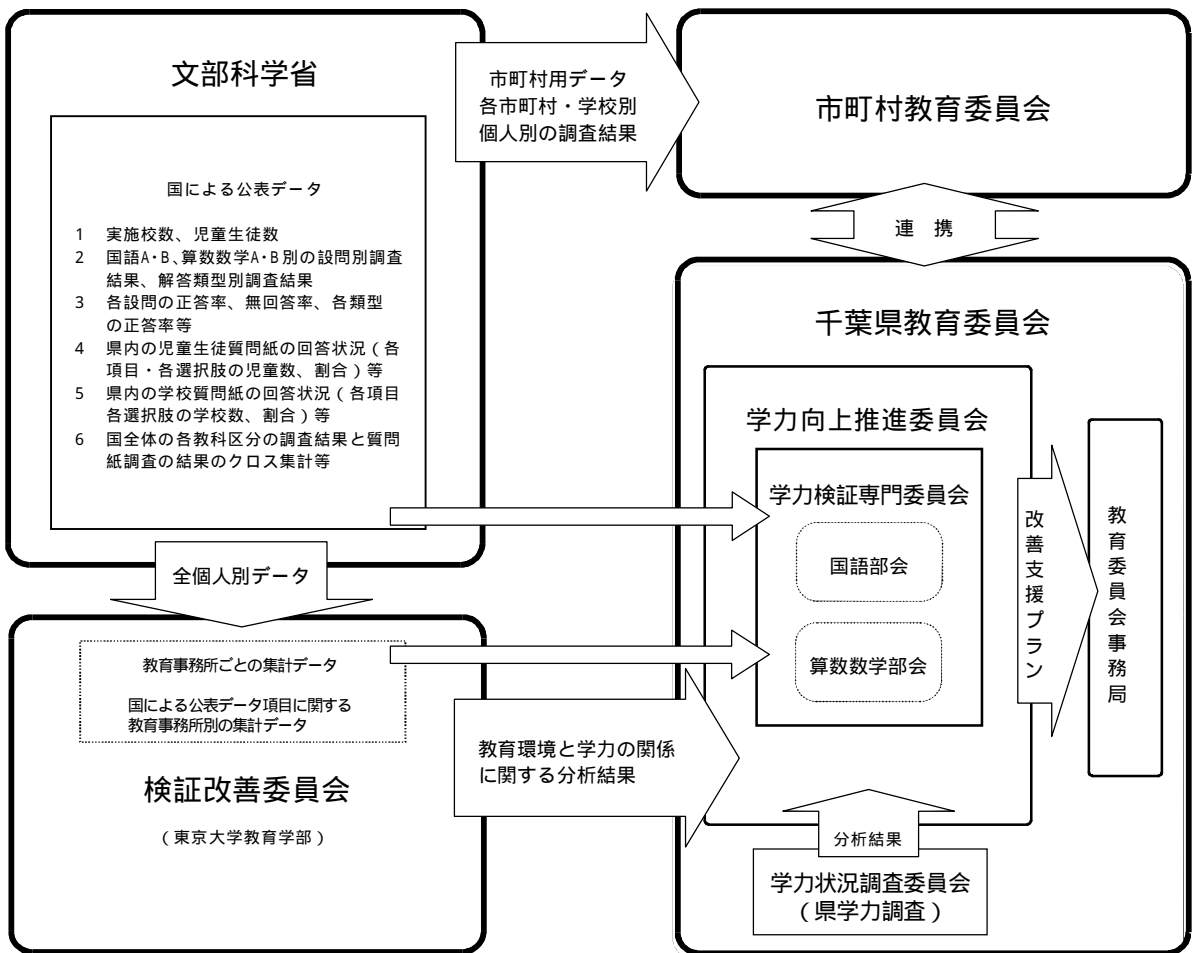 文部科学省
国による公表データ
1 実施校数、児童生徒数
2 国語A・B、算数数学A・B別の設問別調査
結果、解答類型別調査結果
3 各設問の正答率、無回答率、各類型
の正答率等
4 県内の児童生徒質問紙の回答状況（各
項目・各選択肢の児童数、割合）等
5 県内の学校質問紙の回答状況（各項目
各選択肢の学校数、割合）等
6 国全体の各教科区分の調査結果と質問
紙調査の結果のクロス集計等
市町村用データ
各市町村・学校別
個人別の調査結果
市町村教育委員会
連　携
千葉県教育委員会
学力向上推進委員会
学力検証専門委員会
国語部会
算数数学部会
改善支援プラン
教育委員会事務局
全個人別データ
教育事務所ごとの集計データ
国による公表データ項目に関する
教育事務所別の集計データ
検証改善委員会
（東京大学教育学部）
教育環境と学力の関係
に関する分析結果
分析結果
学力状況調査委員会
（県学力調査）